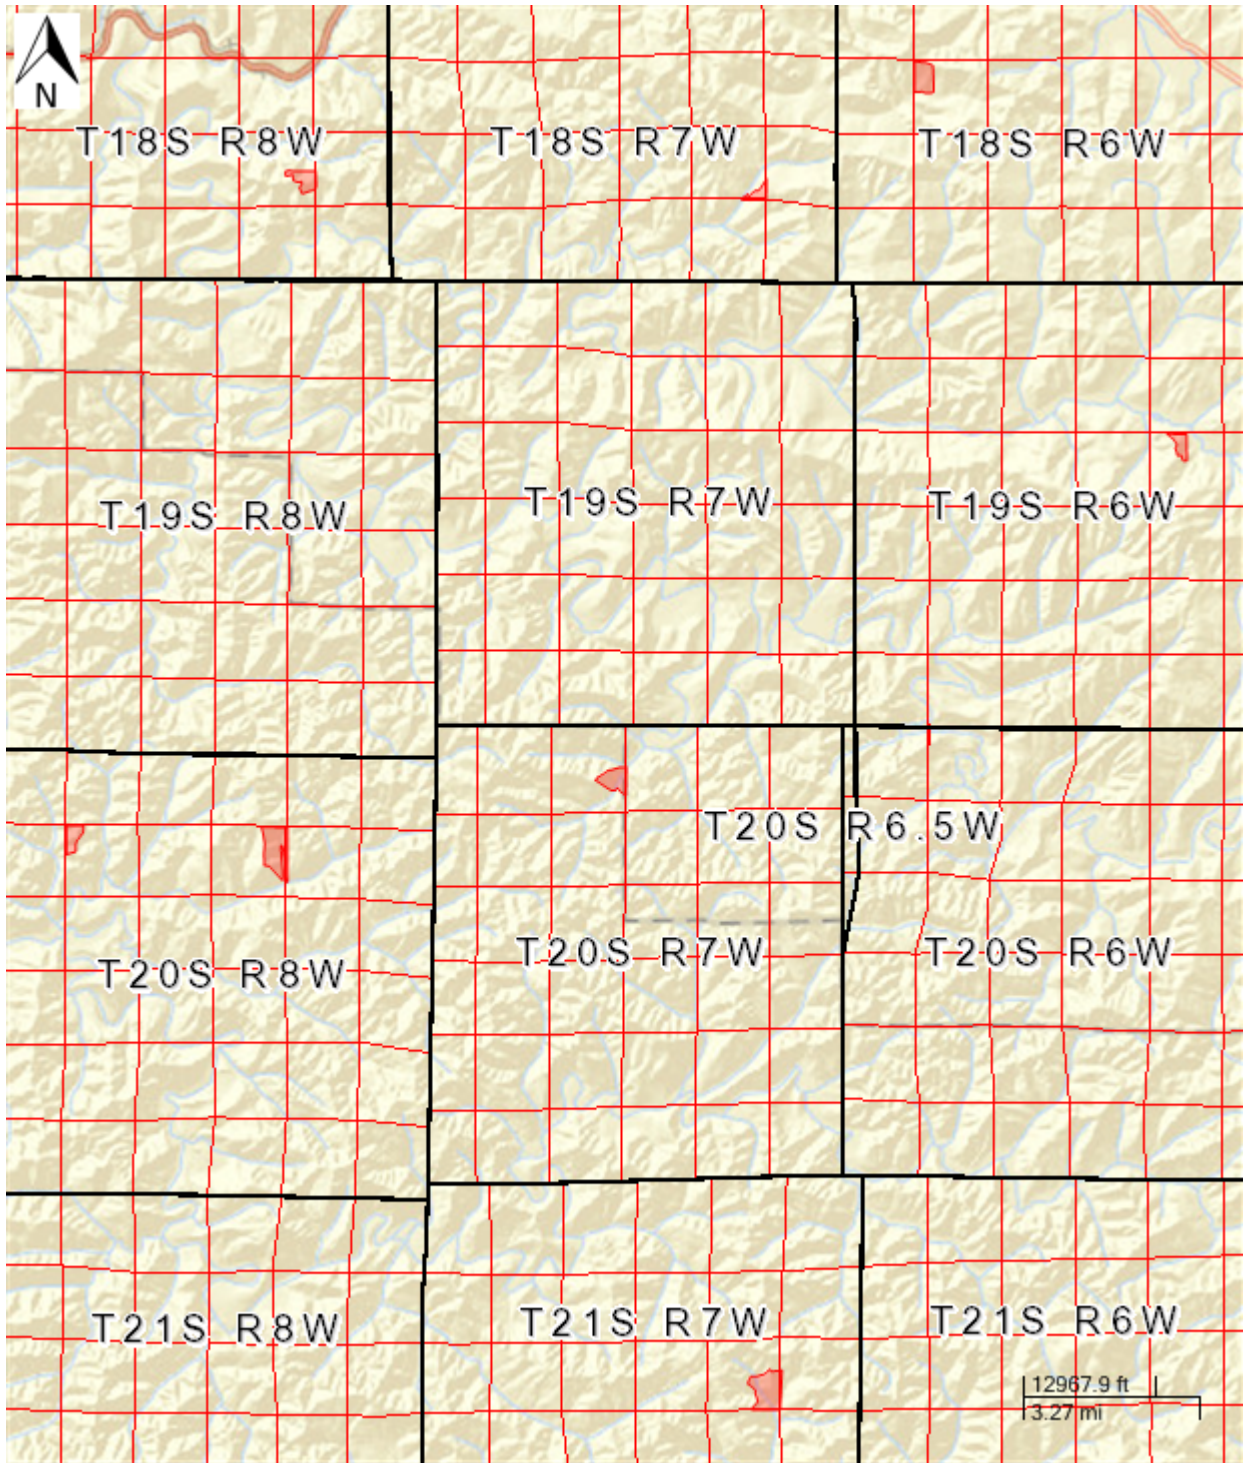 N
T18S R8W
T18S R7W
T18S R6W
T19S R8W
T19S R7W
T19S R6W
T20S R6.5W
T20S R8W
T20S R7W
T20S R6W
T21S R8W
T21S R7W
T21S R6W
12967.9 ft
3.27 mi